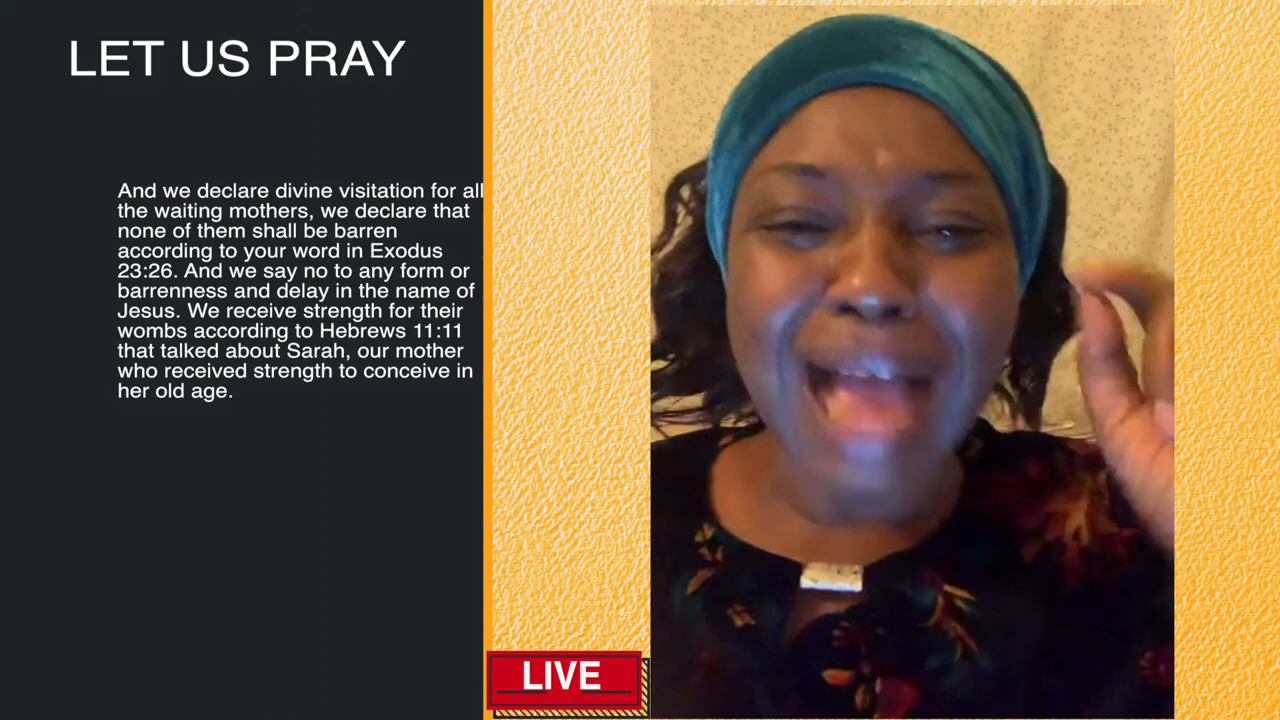 LET US PRAY
And we declare divine visitation for all
the waiting mothers, we declare that
none of them shall be barren
according to your word in Exodus
23:26. And we say no to any form or
barrenness and delay in the name of
Jesus. We receive strength for their
wombs according to Hebrews 11:11
that talked about Sarah, our mother
who received strength to conceive in
her old age.
LIVE